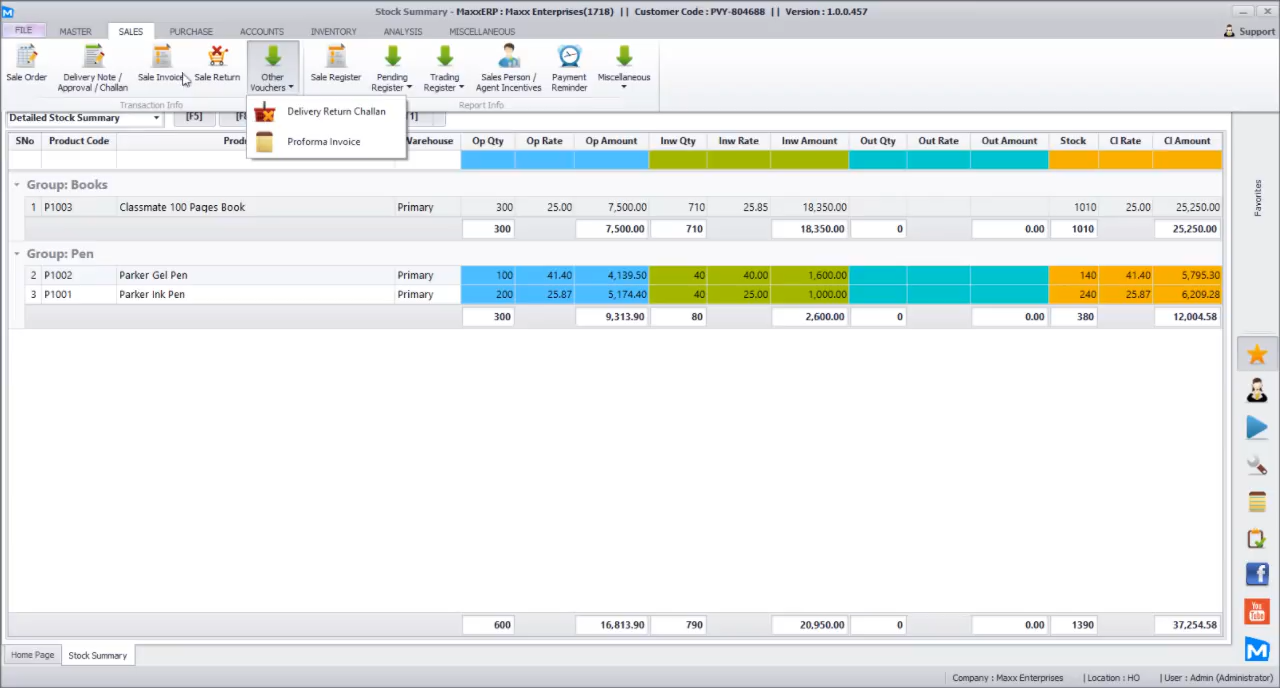 Stock Summary - MaxxERP : Maxx Enterprises(1718) || Customer Code : PVY-804688 || Version : 1.0.0.457
FILE MASTER SALES PURCHASE ACCOUNTS INVENTORY ANALYSIS MISCELLANEOUS Support
Sale Order
Delivery Note /
Approval / Challan
Sale Invoice
Sale Return
Other
Vouchers
Sale Register
Pending
Register
Trading
Register
Sales Person /
Agent Incentives
Payment
Reminder
Miscellaneous
Transaction Info
Report Info
Delivery Return Challan
Proforma Invoice
Detailed Stock Summary [F5]
SNo Product Code Warehouse Op Qty Op Rate Op Amount Inw Qty Inw Rate Inw Amount Out Qty Out Rate Out Amount Stock Cl Rate Cl Amount
Group: Books
1 P1003 Classmate 100 Pages Book Primary 300 25.00 7,500.00 710 25.85 18,350.00 1010 25.00 25,250.00
300 7,500.00 710 18,350.00 0 0.00 1010 25,250.00
Group: Pen
2 P1002 Parker Gel Pen Primary 100 41.40 4,139.50 40 40.00 1,600.00 140 41.40 5,795.30
3 P1001 Parker Ink Pen Primary 200 25.87 5,174.40 40 25.00 1,000.00 240 25.87 6,209.28
300 9,313.90 80 2,600.00 0 0.00 380 12,004.58
600 16,813.90 790 20,950.00 0 0.00 1390 37,254.58
Favorites
You
Tube
Home Page Stock Summary
Company : Maxx Enterprises | Location : HO | User : Admin (Administrator)